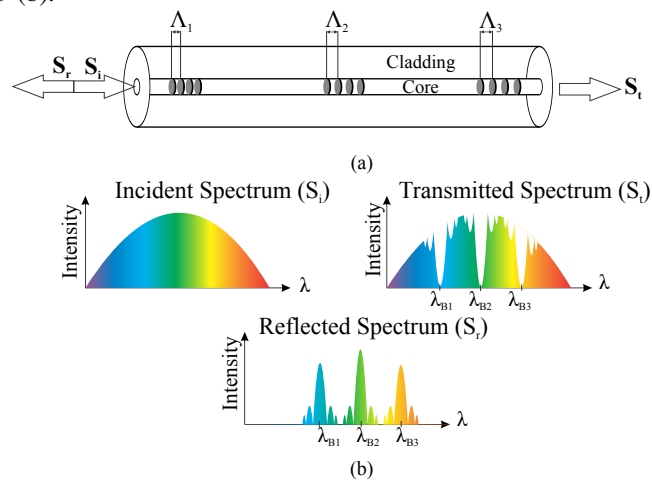 Λ₁ Λ₂ Λ₃
Cladding
Sᵣ Sᵢ Core Sₜ
(a)
Incident Spectrum (Sᵢ) Transmitted Spectrum (Sₜ)
Intensity λ Intensity λ
λB1 λB2 λB3
Reflected Spectrum (Sᵣ)
Intensity λ
λB1 λB2 λB3
(b)